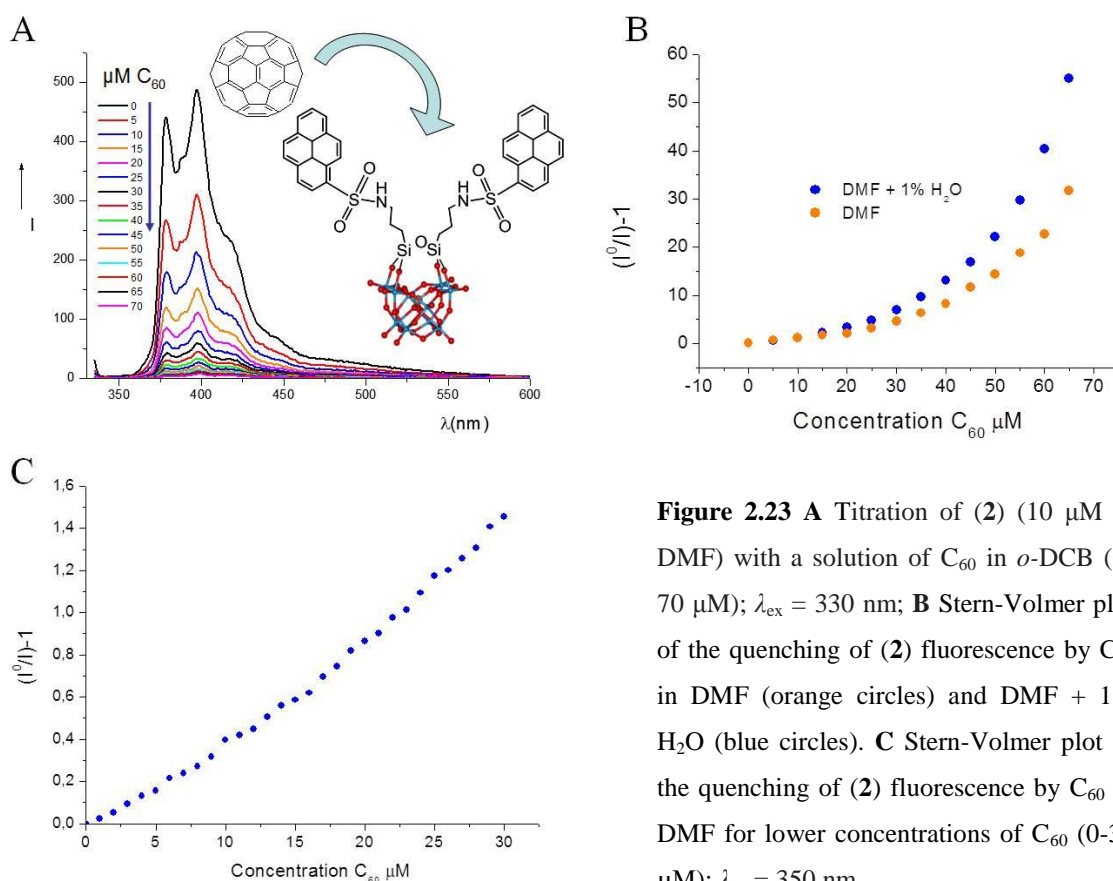 A
µM C60
0
5
10
15
20
25
30
35
40
45
50
55
60
65
70
500
400
300
200
100
0
I
350 400 450 500 550 600
λ(nm)
O
S
O
NH
Si
O
O
HN
S
O
O
Si
O
B
60
50
40
30
20
10
0
(I⁰/I)-1
DMF + 1% H₂O
DMF
-10 0 10 20 30 40 50 60 70
Concentration C₆₀ µM
C
1,6
1,4
1,2
1,0
0,8
0,6
0,4
0,2
0,0
(I⁰/I)-1
0 5 10 15 20 25 30
Concentration C₆₀ µM
Figure 2.23 A Titration of (2) (10 µM
DMF) with a solution of C₆₀ in o-DCB (
70 µM); λex = 330 nm; B Stern-Volmer pl
of the quenching of (2) fluorescence by C
in DMF (orange circles) and DMF + 1
H₂O (blue circles). C Stern-Volmer plot
the quenching of (2) fluorescence by C₆₀
DMF for lower concentrations of C₆₀ (0-3
µM); λ = 350 nm